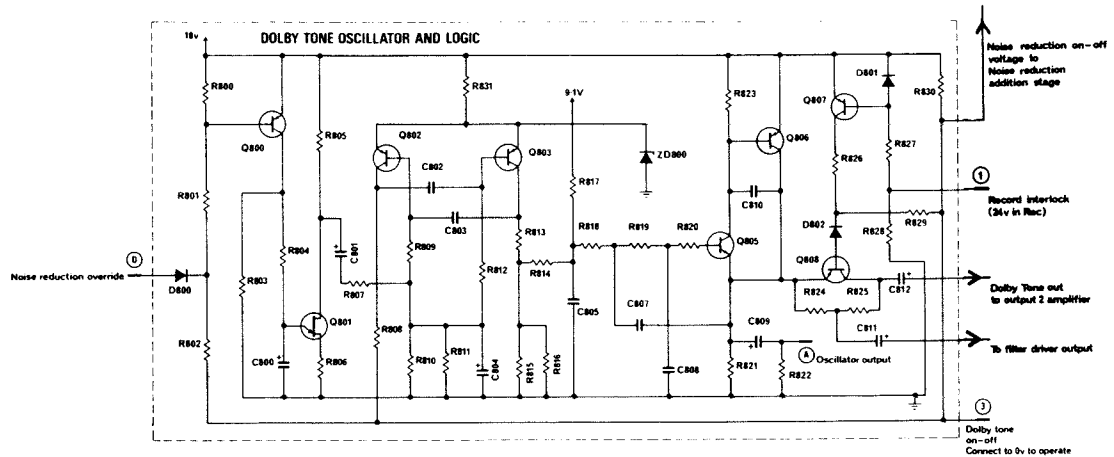 DOLBY TONE OSCILLATOR AND LOGIC
18v
Noise reduction on-off
voltage to
Noise reduction
addition stage
R800
R831
9·1V
R823
D801
R830
Q807
Q800
R805
Q802
Q803
Q806
C802
ZD800
R826
R827
R817
1
Record interlock
(24v in Rec)
R801
C810
C803
R818
R819
R820
D802
R828
R829
R804
C801
R809
R813
Q805
D
Noise reduction override
D800
R803
R812
R814
Q808
R807
R824
R825
C812
Dolby Tone out
to output 2 amplifier
Q801
R808
C805
C807
C809
C811
To filter driver output
R802
A
Oscillator output
C800
R806
R810
R811
C804
R815
R816
C808
R821
R822
3
Dolby tone
on-off
Connect to 0v to operate